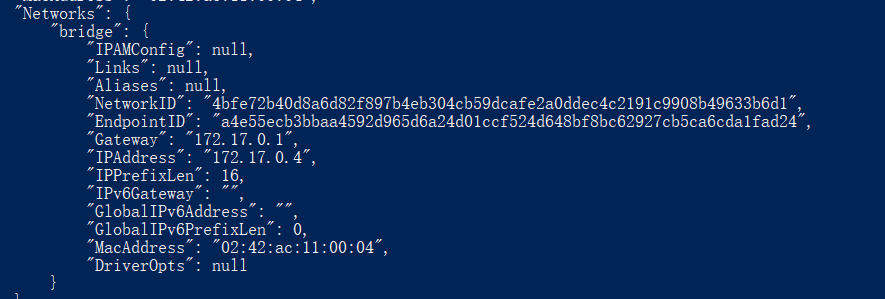 "Networks": {
"bridge": {
"IPAMConfig": null,
"Links": null,
"Aliases": null,
"NetworkID": "4bfe72b40d8a6d82f897b4eb304cb59dcafe2a0ddec4c2191c9908b49633b6d1",
"EndpointID": "a4e55ecb3bbaa4592d965d6a24d01ccf524d648bf8bc62927cb5ca6cda1fad24",
"Gateway": "172.17.0.1",
"IPAddress": "172.17.0.4",
"IPPrefixLen": 16,
"IPv6Gateway": "",
"GlobalIPv6Address": "",
"GlobalIPv6PrefixLen": 0,
"MacAddress": "02:42:ac:11:00:04",
"DriverOpts": null
}